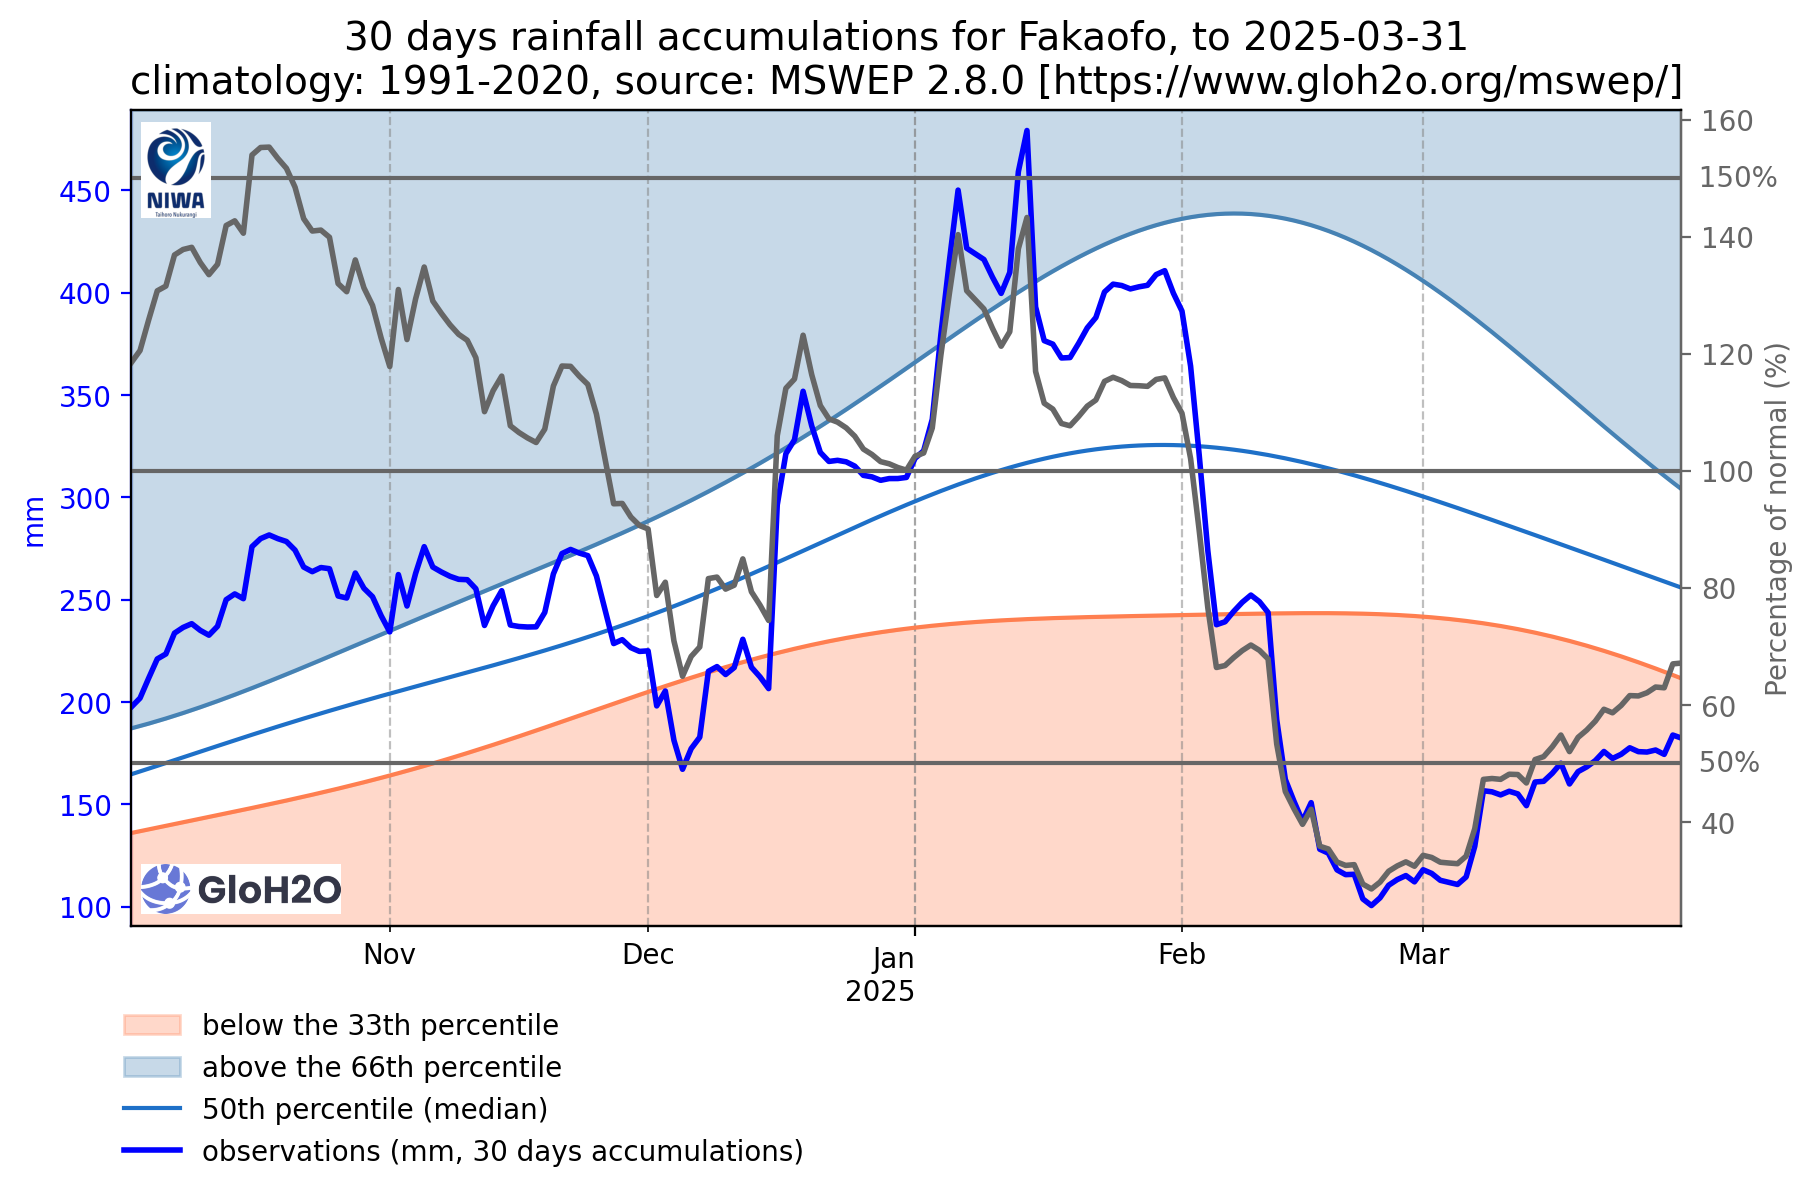 30 days rainfall accumulations for Fakaofo, to 2025-03-31
climatology: 1991-2020, source: MSWEP 2.8.0 [https://www.gloh2o.org/mswep/]
NIWA
Taihoro Nukurangi
450
400
350
300
250
200
150
100
mm
160
150%
140
120
100
80
60
50%
40
Percentage of normal (%)
GloH2O
Nov
Dec
Jan
2025
Feb
Mar
below the 33th percentile
above the 66th percentile
50th percentile (median)
observations (mm, 30 days accumulations)